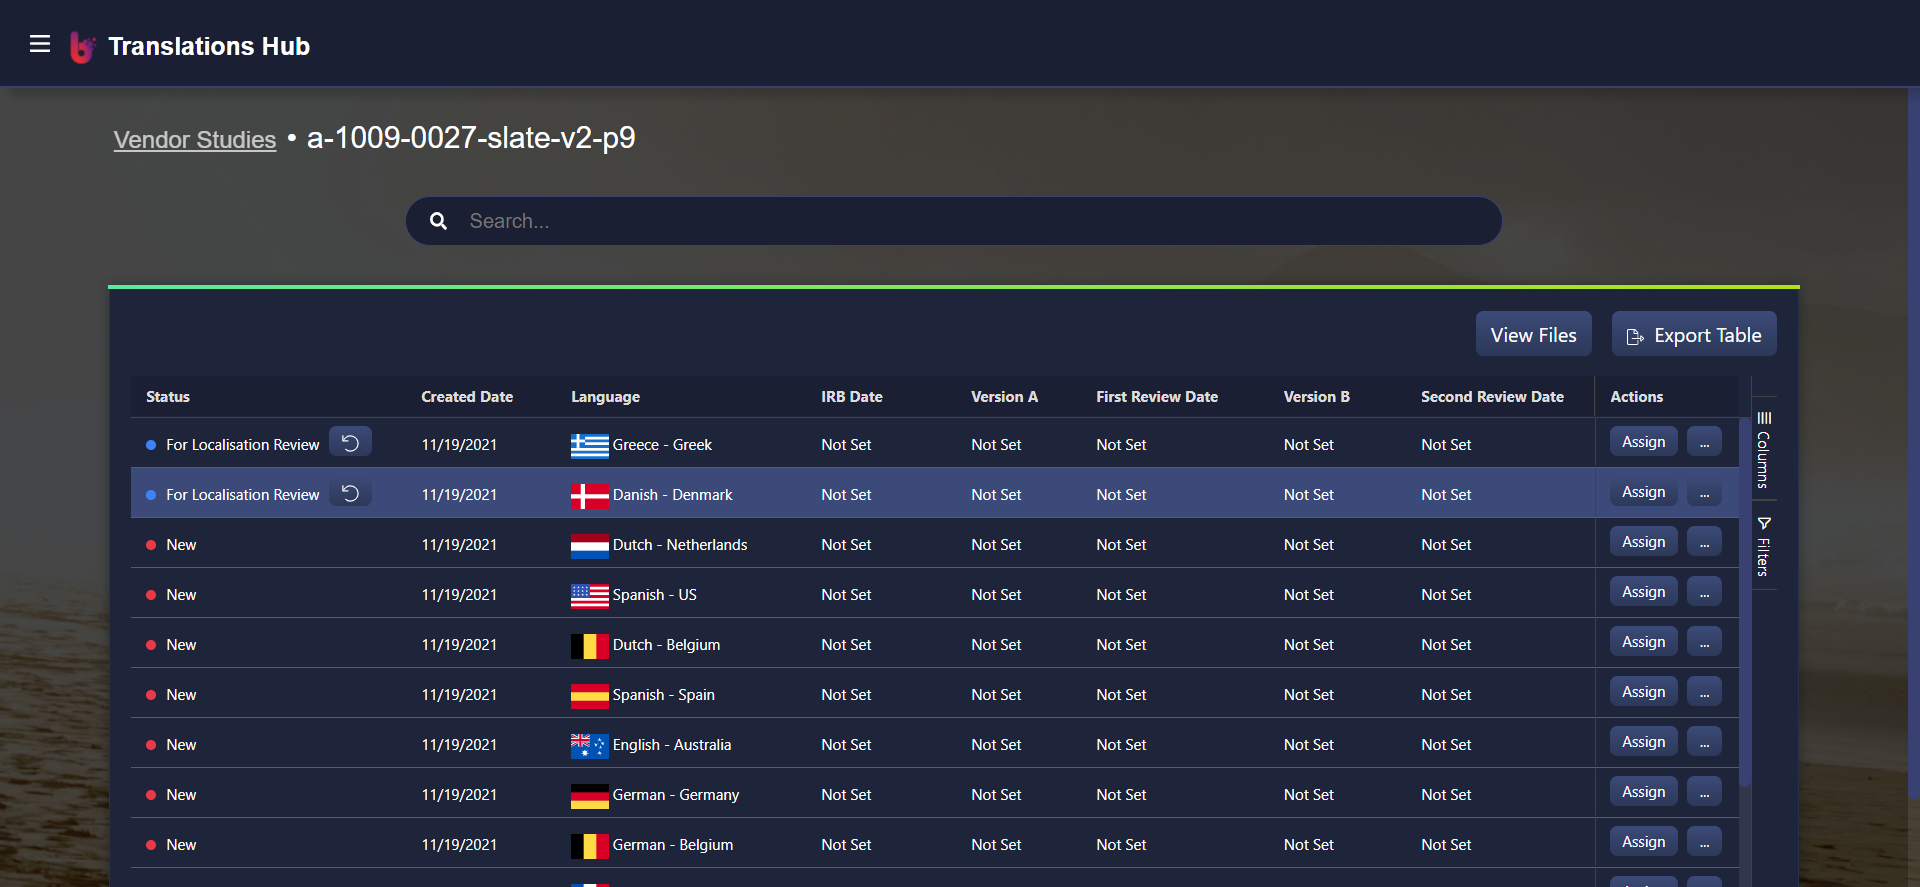 Translations Hub
Vendor Studies • a-1009-0027-slate-v2-p9
Search...
View Files Export Table
Status Created Date Language IRB Date Version A First Review Date Version B Second Review Date Actions
For Localisation Review 11/19/2021 Greece - Greek Not Set Not Set Not Set Not Set Not Set Assign ...
For Localisation Review 11/19/2021 Danish - Denmark Not Set Not Set Not Set Not Set Not Set Assign ...
New 11/19/2021 Dutch - Netherlands Not Set Not Set Not Set Not Set Not Set Assign ...
New 11/19/2021 Spanish - US Not Set Not Set Not Set Not Set Not Set Assign ...
New 11/19/2021 Dutch - Belgium Not Set Not Set Not Set Not Set Not Set Assign ...
New 11/19/2021 Spanish - Spain Not Set Not Set Not Set Not Set Not Set Assign ...
New 11/19/2021 English - Australia Not Set Not Set Not Set Not Set Not Set Assign ...
New 11/19/2021 German - Germany Not Set Not Set Not Set Not Set Not Set Assign ...
New 11/19/2021 German - Belgium Not Set Not Set Not Set Not Set Not Set Assign ...
Columns
Filters